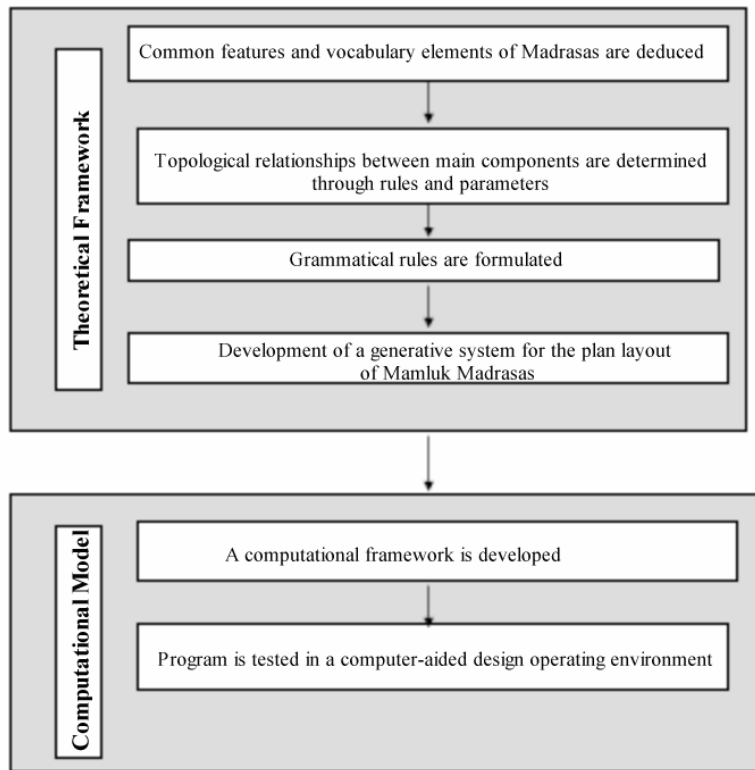 Theoretical Framework
Common features and vocabulary elements of Madrasas are deduced
Topological relationships between main components are determined
through rules and parameters
Grammatical rules are formulated
Development of a generative system for the plan layout
of Mamluk Madrasas
Computational Model
A computational framework is developed
Program is tested in a computer-aided design operating environment